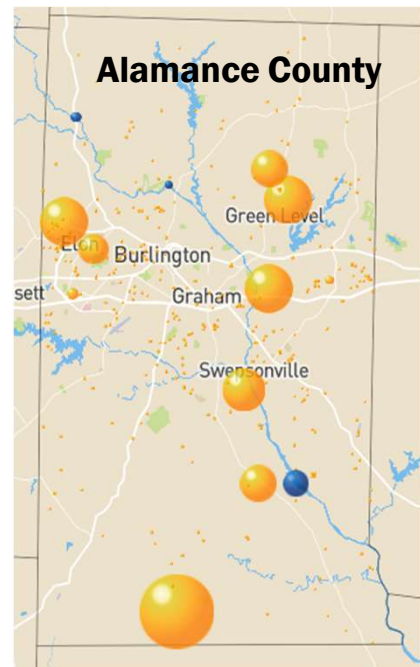 Alamance County
Green Level
Elon
Burlington
sett
Graham
Swepsonville